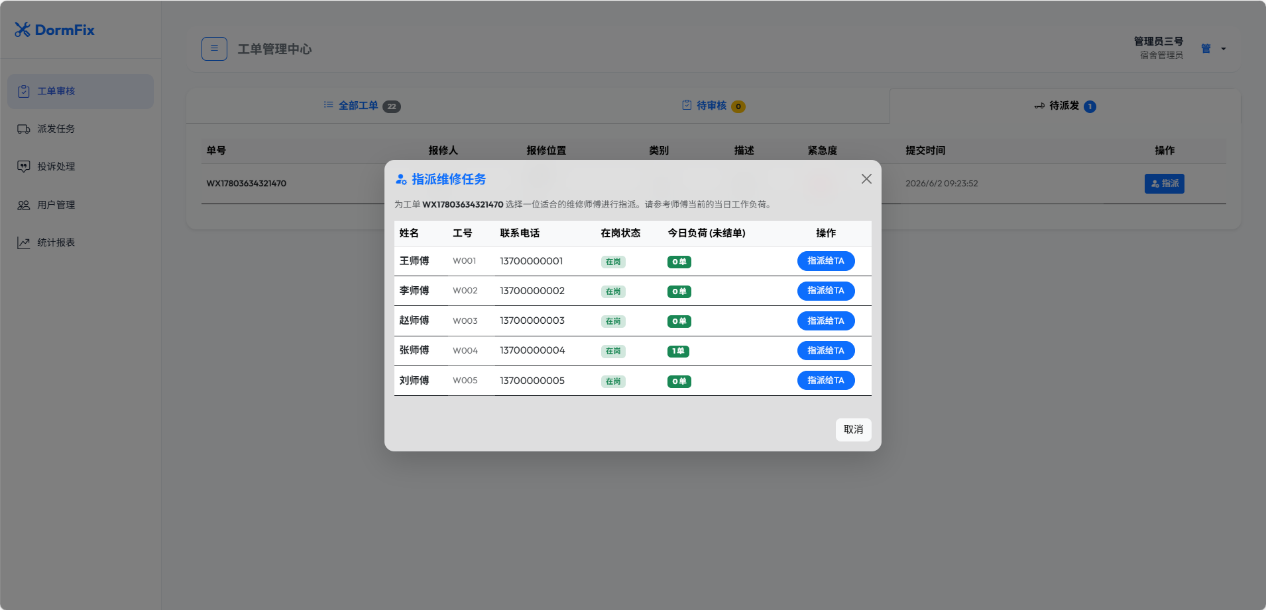 DormFix
工单管理中心
管理员三号
宿舍管理员
管
工单审核
派发任务
投诉处理
用户管理
统计报表
全部工单 22
待审核 0
待派发 1
单号 报修人 报修位置 类别 描述 紧急度 提交时间 操作
WX17803634321470 2026/6/2 09:23:52 指派
指派维修任务
为工单 WX17803634321470 选择一位适合的维修师傅进行指派。请参考师傅当前的当日工作负荷。
姓名 工号 联系电话 在岗状态 今日负荷 (未结单) 操作
王师傅 W001 13700000001 在岗 0 单 指派给TA
李师傅 W002 13700000002 在岗 0 单 指派给TA
赵师傅 W003 13700000003 在岗 0 单 指派给TA
张师傅 W004 13700000004 在岗 1 单 指派给TA
刘师傅 W005 13700000005 在岗 0 单 指派给TA
取消